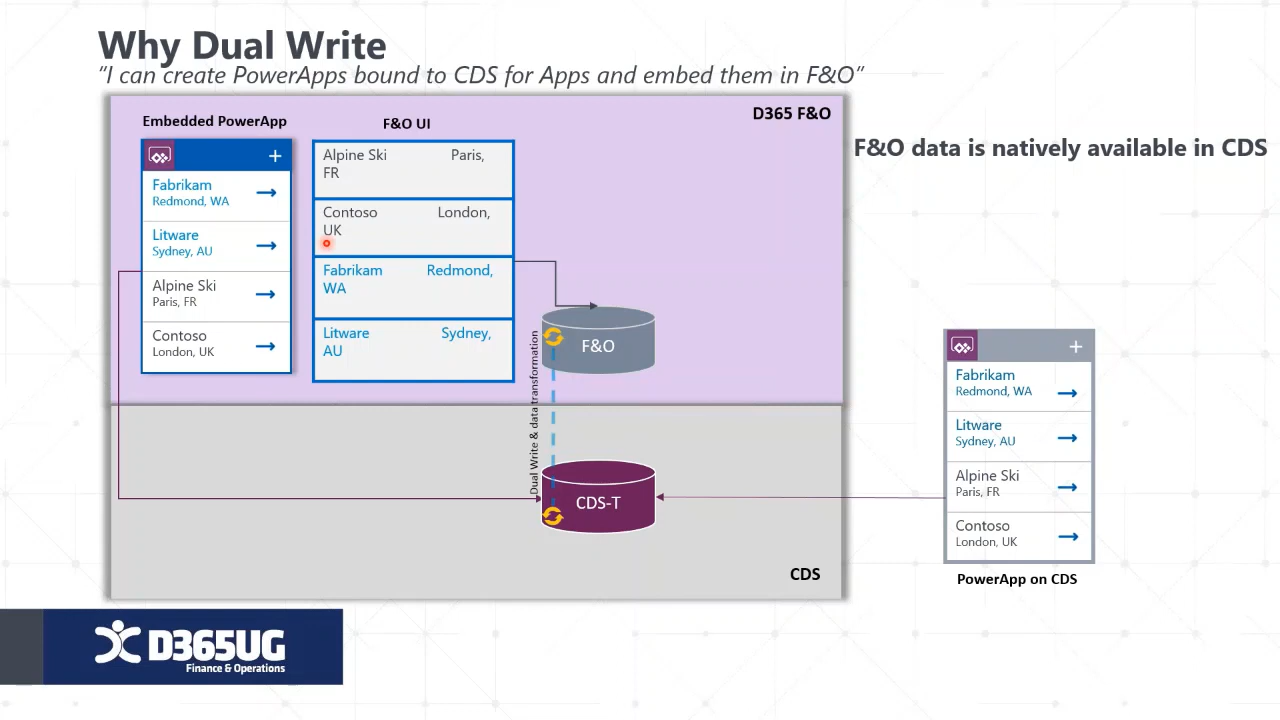 Why Dual Write
“I can create PowerApps bound to CDS for Apps and embed them in F&O”
D365 F&O
Embedded PowerApp
F&O UI
F&O data is natively available in CDS
+
Fabrikam
Redmond, WA
Litware
Sydney, AU
Alpine Ski
Paris, FR
Contoso
London, UK
Alpine Ski Paris,
FR
Contoso London,
UK
Fabrikam Redmond,
WA
Litware Sydney,
AU
F&O
Dual Write & data transformation
CDS-T
CDS
+
Fabrikam
Redmond, WA
Litware
Sydney, AU
Alpine Ski
Paris, FR
Contoso
London, UK
PowerApp on CDS
D365UG
Finance & Operations